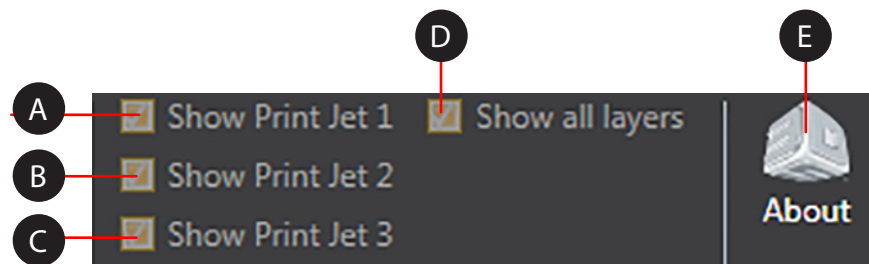 D E
A Show Print Jet 1 Show all layers
B Show Print Jet 2
About
C Show Print Jet 3